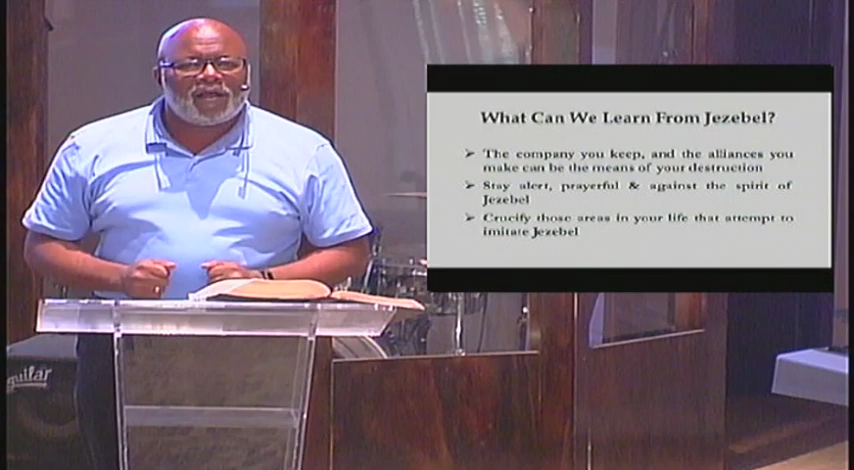 What Can We Learn From Jezebel?
➢ The company you keep, and the alliances you
make can be the means of your destruction
➢ Stay alert, prayerful & against the spirit of
Jezebel
➢ Crucify those areas in your life that attempt to
imitate Jezebel
aguilar